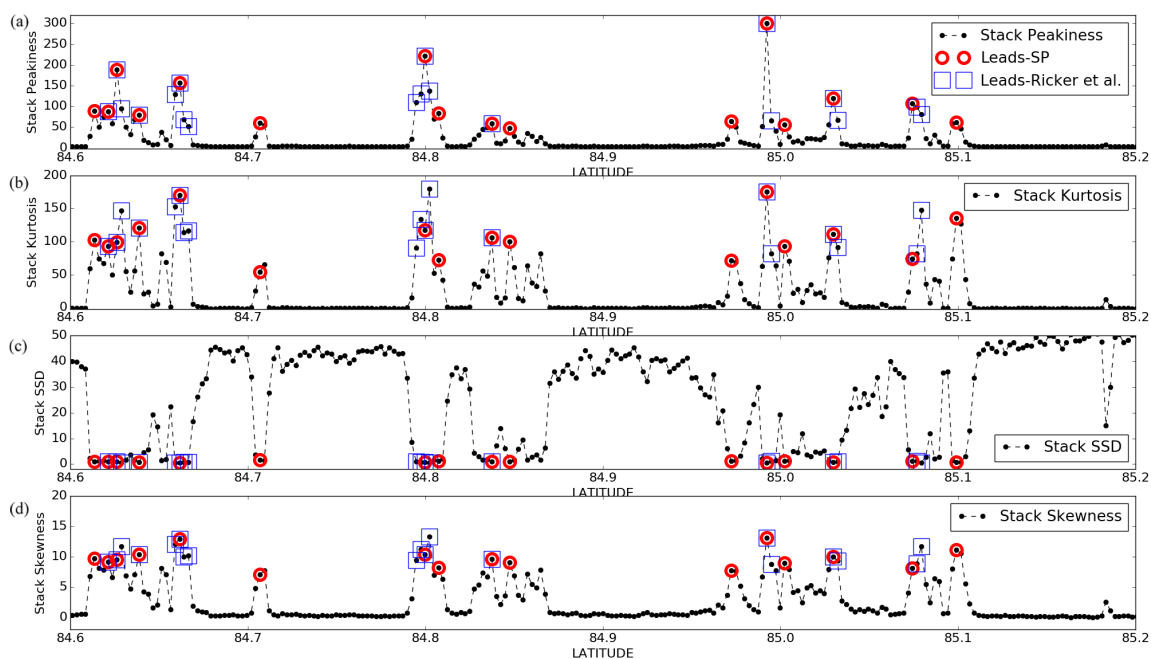 (a)
Stack Peakiness
300
250
200
150
100
50
0
Stack Peakiness
Leads-SP
Leads-Ricker et al.
84.6 84.7 84.8 84.9 85.0 85.1 85.2
LATITUDE
(b)
Stack Kurtosis
200
150
100
50
0
Stack Kurtosis
84.6 84.7 84.8 84.9 85.0 85.1 85.2
LATITUDE
(c)
Stack SSD
50
40
30
20
10
0
Stack SSD
84.6 84.7 84.8 84.9 85.0 85.1 85.2
LATITUDE
(d)
Stack Skewness
20
15
10
5
0
Stack Skewness
84.6 84.7 84.8 84.9 85.0 85.1 85.2
LATITUDE